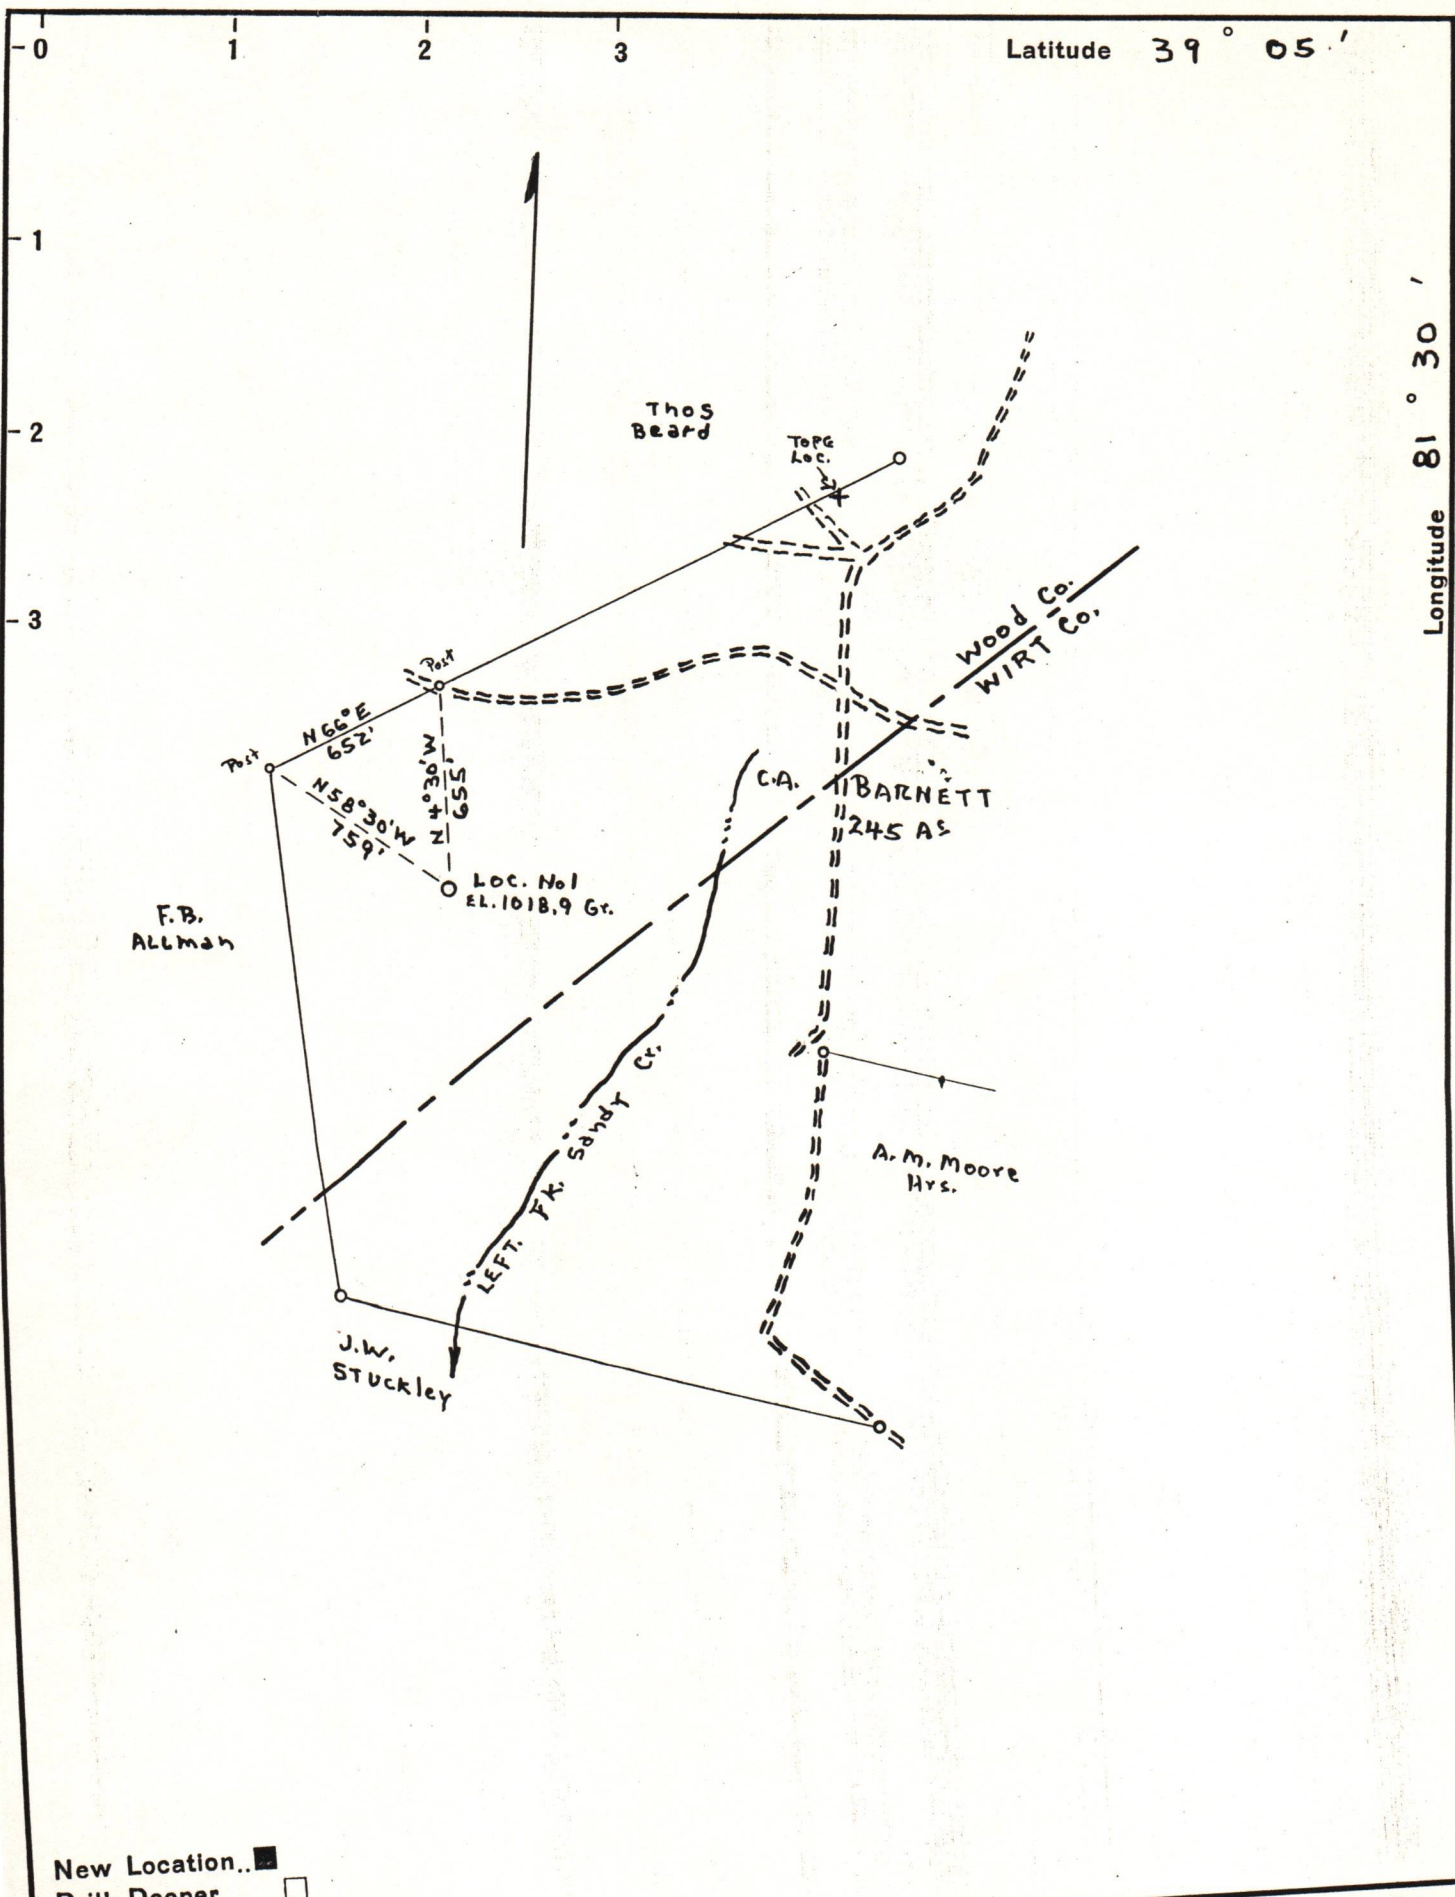 -0 1 2 3 Latitude 39° 05'
-1
-2
-3
Longitude 81° 30'
Thos
Beard
TOPG
LOC.
Post
Wood Co.
WIRT Co.
N66°E
652'
Post
N58°30'W
759'
N4°30'W
655'
C.A. BARNETT
245 As
LOC. No1
EL.1018.9 Gr.
F.B.
ALLman
LEFT. FK. Sandy Cr.
A.M. Moore
Hrs.
J.W.
STUckley
New Location..